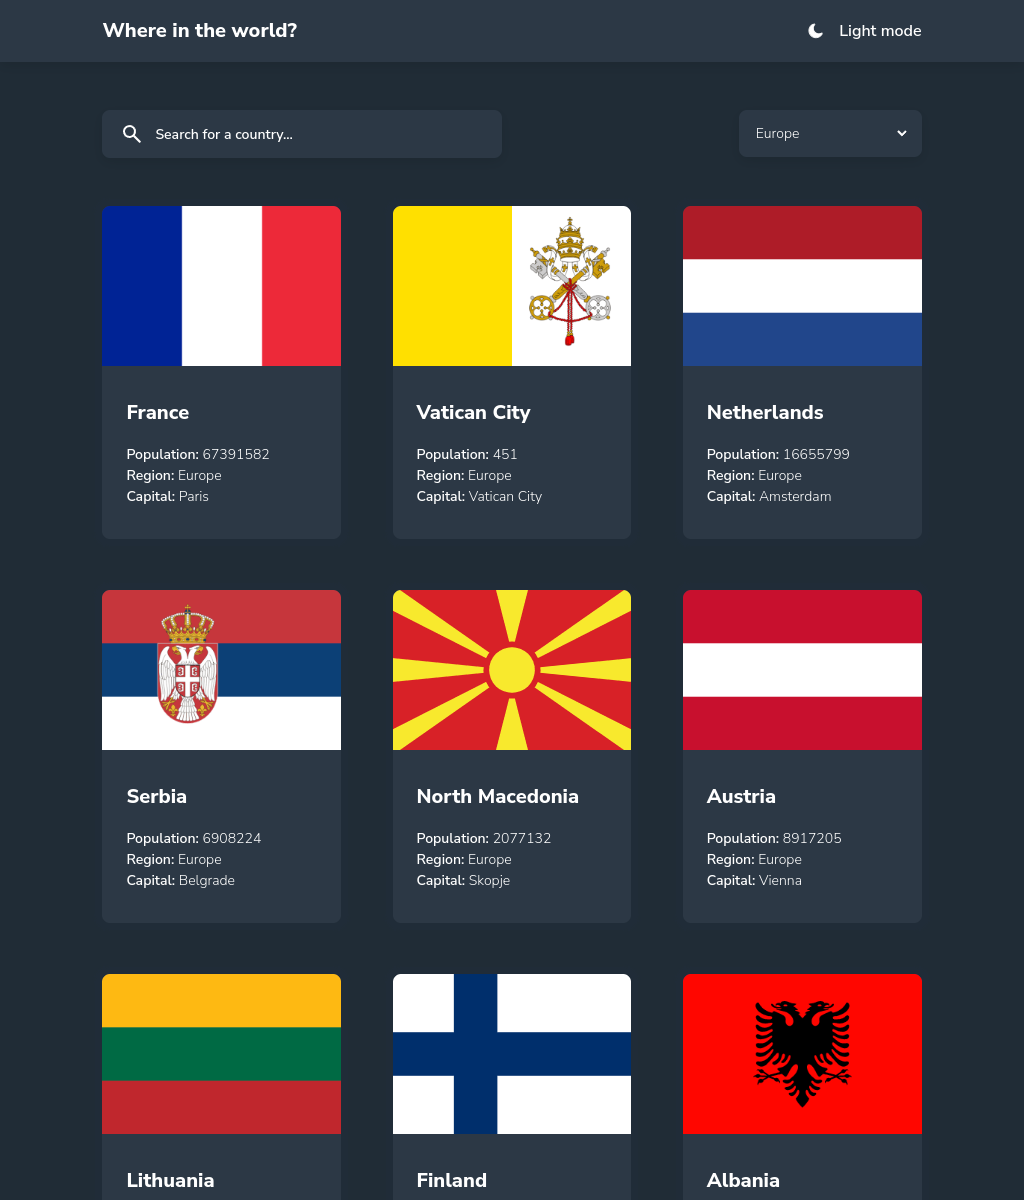 Where in the world?
Light mode
Search for a country...
Europe
France
Population: 67391582
Region: Europe
Capital: Paris
Vatican City
Population: 451
Region: Europe
Capital: Vatican City
Netherlands
Population: 16655799
Region: Europe
Capital: Amsterdam
Serbia
Population: 6908224
Region: Europe
Capital: Belgrade
North Macedonia
Population: 2077132
Region: Europe
Capital: Skopje
Austria
Population: 8917205
Region: Europe
Capital: Vienna
Lithuania
Finland
Albania